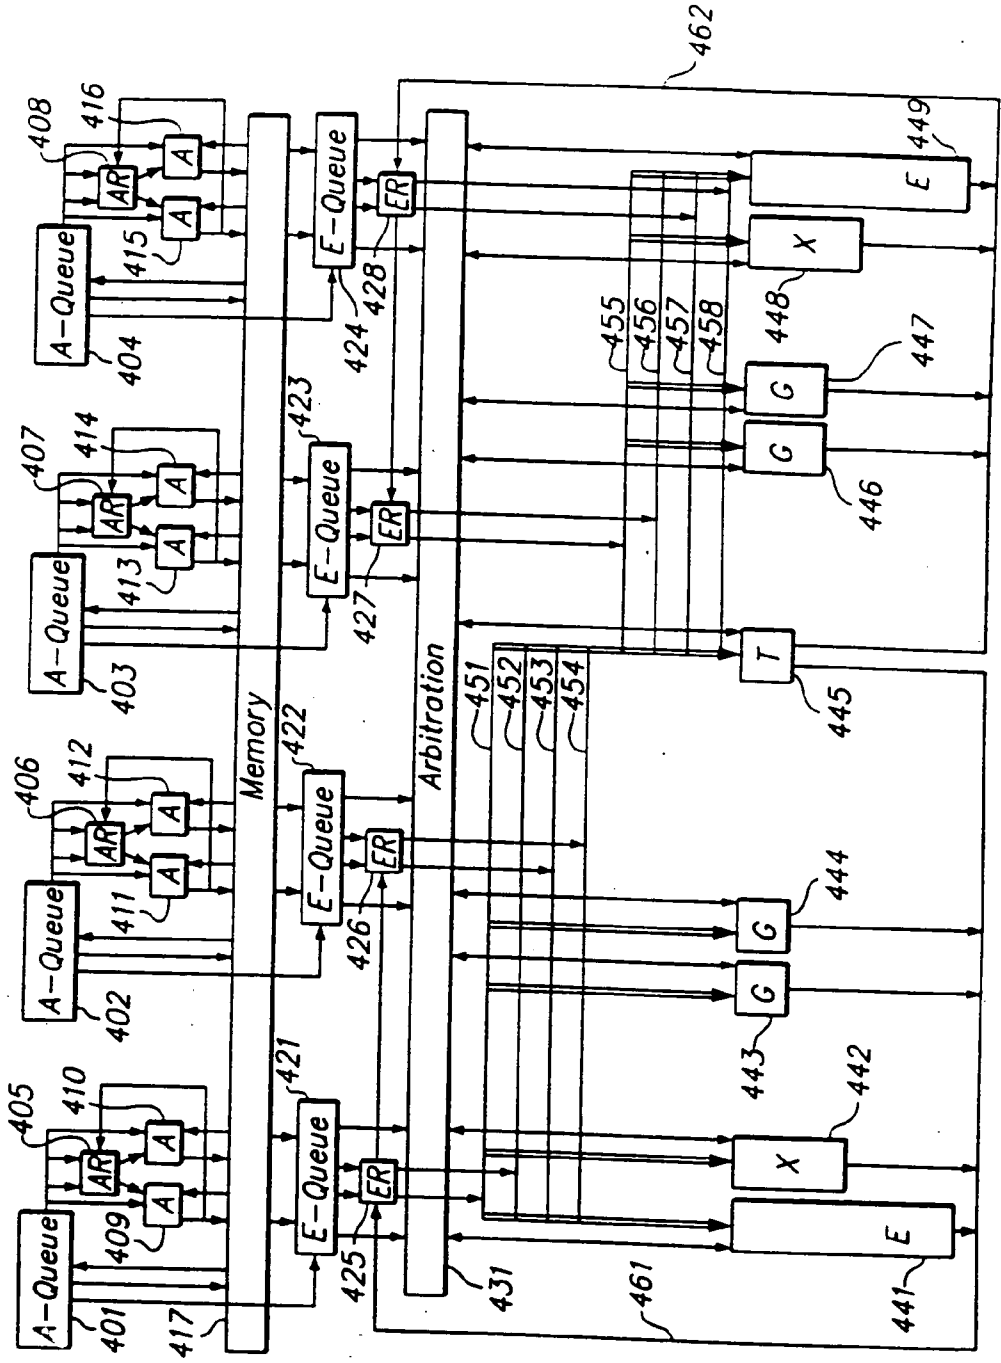 A-Queue
401
A-Queue
402
A-Queue
403
A-Queue
404
405
AR
A
409
A
410
406
AR
A
411
A
412
407
AR
A
413
A
414
408
AR
A
415
A
416
417
Memory
E-Queue
421
E-Queue
422
E-Queue
423
E-Queue
424
425
ER
426
ER
427
ER
428
ER
Arbitration
431
451
452
453
454
455
456
457
458
461
462
E
441
X
442
G
443
G
444
T
445
G
446
G
447
X
448
E
449